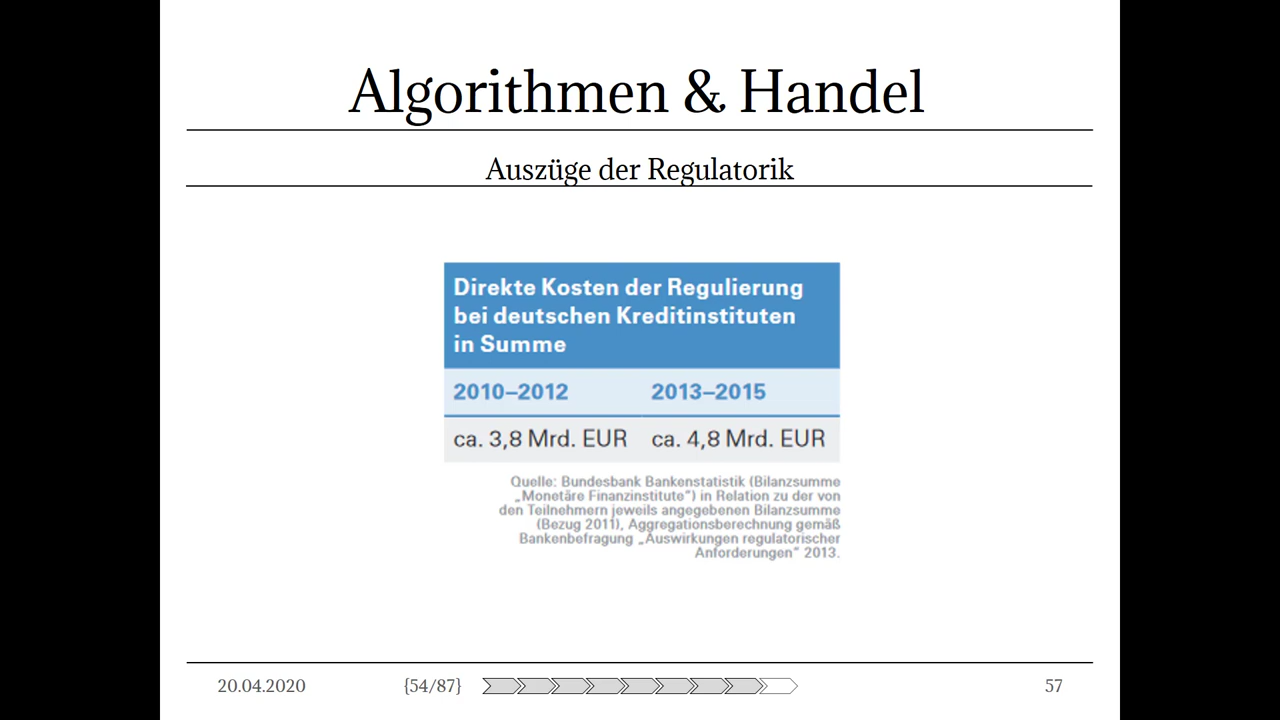 Algorithmen & Handel
Auszüge der Regulatorik
Direkte Kosten der Regulierung
bei deutschen Kreditinstituten
in Summe
2010–2012 2013–2015
ca. 3,8 Mrd. EUR ca. 4,8 Mrd. EUR
Quelle: Bundesbank Bankenstatistik (Bilanzsumme
„Monetäre Finanzinstitute“) in Relation zu der von
den Teilnehmern jeweils angegebenen Bilanzsumme
(Bezug 2011), Aggregationsberechnung gemäß
Bankenbefragung „Auswirkungen regulatorischer
Anforderungen“ 2013.
20.04.2020 {54/87} 57